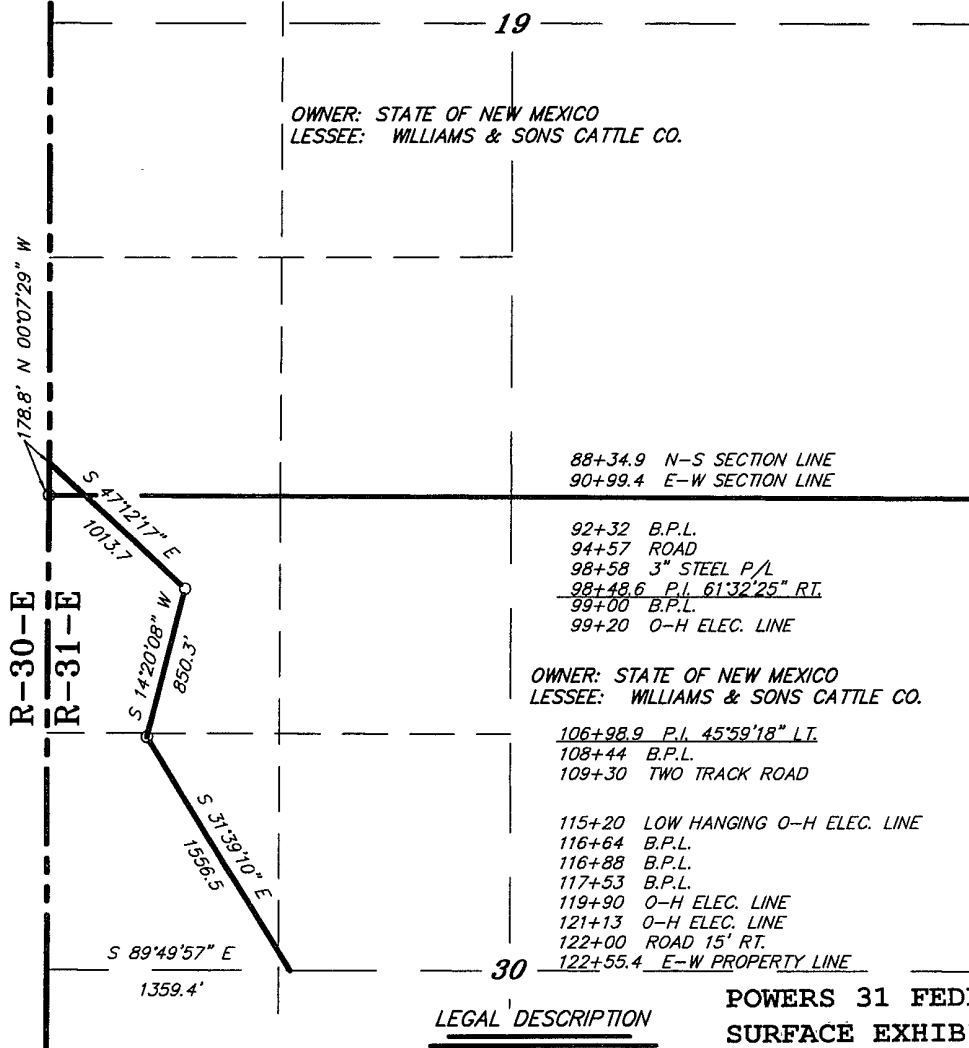 19
OWNER: STATE OF NEW MEXICO
LESSEE: WILLIAMS & SONS CATTLE CO.
178.8' N 00°07'29" W
88+34.9 N-S SECTION LINE
90+99.4 E-W SECTION LINE
S 47°12'17" E
1013.7
92+32 B.P.L.
94+57 ROAD
98+58 3" STEEL P/L
98+48.6 P.I. 61°32'25" RT.
99+00 B.P.L.
99+20 O-H ELEC. LINE
R-30-E
R-31-E
S 14°20'08" W
850.3'
OWNER: STATE OF NEW MEXICO
LESSEE: WILLIAMS & SONS CATTLE CO.
106+98.9 P.I. 45°59'18" LT.
108+44 B.P.L.
109+30 TWO TRACK ROAD
S 31°39'10" E
1556.5
115+20 LOW HANGING O-H ELEC. LINE
116+64 B.P.L.
116+88 B.P.L.
117+53 B.P.L.
119+90 O-H ELEC. LINE
121+13 O-H ELEC. LINE
122+00 ROAD 15' RT.
122+55.4 E-W PROPERTY LINE
S 89°49'57" E
1359.4'
30
LEGAL DESCRIPTION
POWERS 31 FED
SURFACE EXHIB